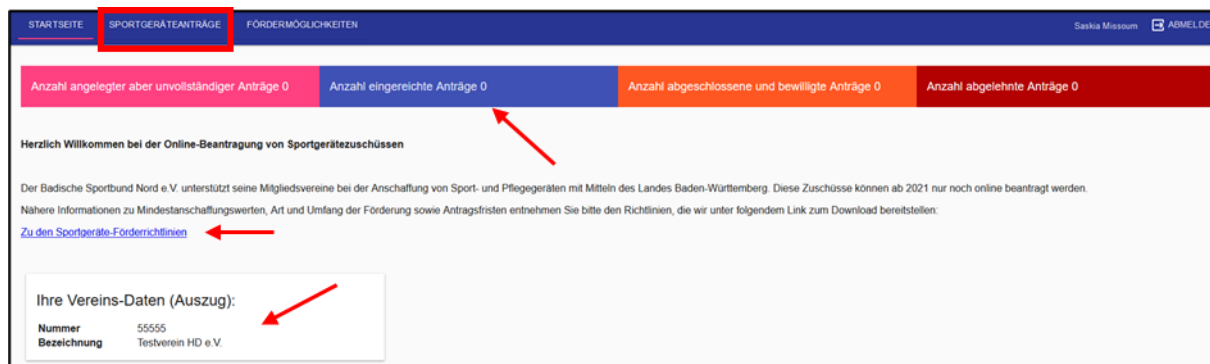 STARTSEITE SPORTGERÄTEANTRÄGE FÖRDERMÖGLICHKEITEN Saskia Missoum ABMELDE
Anzahl angelegter aber unvollständiger Anträge 0 Anzahl eingereichte Anträge 0 Anzahl abgeschlossene und bewilligte Anträge 0 Anzahl abgelehnte Anträge 0
Herzlich Willkommen bei der Online-Beantragung von Sportgerätezuschüssen
Der Badische Sportbund Nord e.V. unterstützt seine Mitgliedsvereine bei der Anschaffung von Sport- und Pflegegeräten mit Mitteln des Landes Baden-Württemberg. Diese Zuschüsse können ab 2021 nur noch online beantragt werden.
Nähere Informationen zu Mindestanschaffungswerten, Art und Umfang der Förderung sowie Antragsfristen entnehmen Sie bitte den Richtlinien, die wir unter folgendem Link zum Download bereitstellen:
Zu den Sportgeräte-Förderrichtlinien
Ihre Vereins-Daten (Auszug):
Nummer 55555
Bezeichnung Testverein HD e.V.